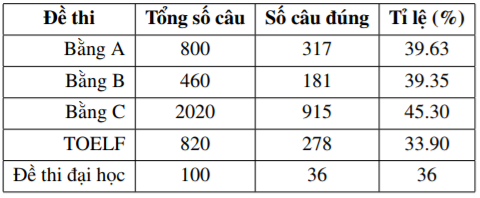 Đề thi Tổng số câu Số câu đúng Tỉ lệ (%)
Bằng A 800 317 39.63
Bằng B 460 181 39.35
Bằng C 2020 915 45.30
TOELF 820 278 33.90
Đề thi đại học 100 36 36